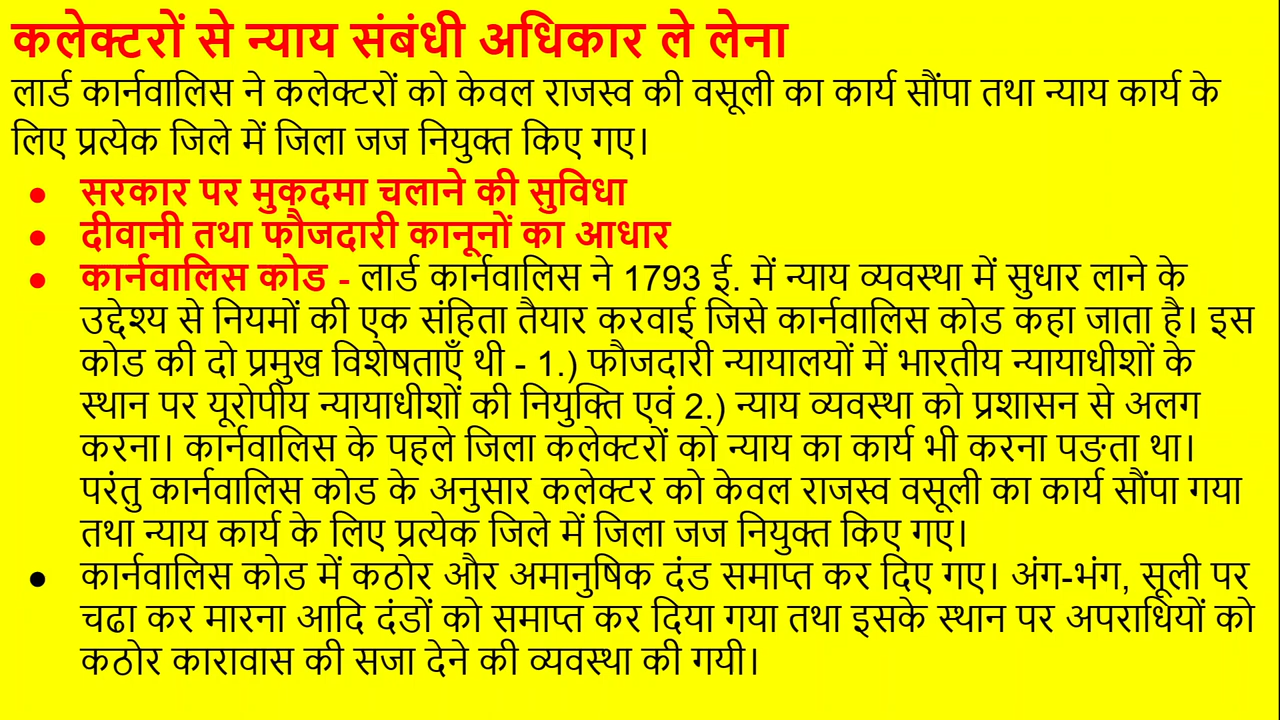 कलेक्टरों से न्याय संबंधी अधिकार ले लेना
लार्ड कार्नवालिस ने कलेक्टरों को केवल राजस्व की वसूली का कार्य सौंपा तथा न्याय कार्य के
लिए प्रत्येक जिले में जिला जज नियुक्त किए गए।
● सरकार पर मुकदमा चलाने की सुविधा
● दीवानी तथा फौजदारी कानूनों का आधार
● कार्नवालिस कोड - लार्ड कार्नवालिस ने 1793 ई. में न्याय व्यवस्था में सुधार लाने के
उद्देश्य से नियमों की एक संहिता तैयार करवाई जिसे कार्नवालिस कोड कहा जाता है। इस
कोड की दो प्रमुख विशेषताएँ थी - 1.) फौजदारी न्यायालयों में भारतीय न्यायाधीशों के
स्थान पर यूरोपीय न्यायाधीशों की नियुक्ति एवं 2.) न्याय व्यवस्था को प्रशासन से अलग
करना। कार्नवालिस के पहले जिला कलेक्टरों को न्याय का कार्य भी करना पङता था।
परंतु कार्नवालिस कोड के अनुसार कलेक्टर को केवल राजस्व वसूली का कार्य सौंपा गया
तथा न्याय कार्य के लिए प्रत्येक जिले में जिला जज नियुक्त किए गए।
● कार्नवालिस कोड में कठोर और अमानुषिक दंड समाप्त कर दिए गए। अंग-भंग, सूली पर
चढा कर मारना आदि दंडों को समाप्त कर दिया गया तथा इसके स्थान पर अपराधियों को
कठोर कारावास की सजा देने की व्यवस्था की गयी।